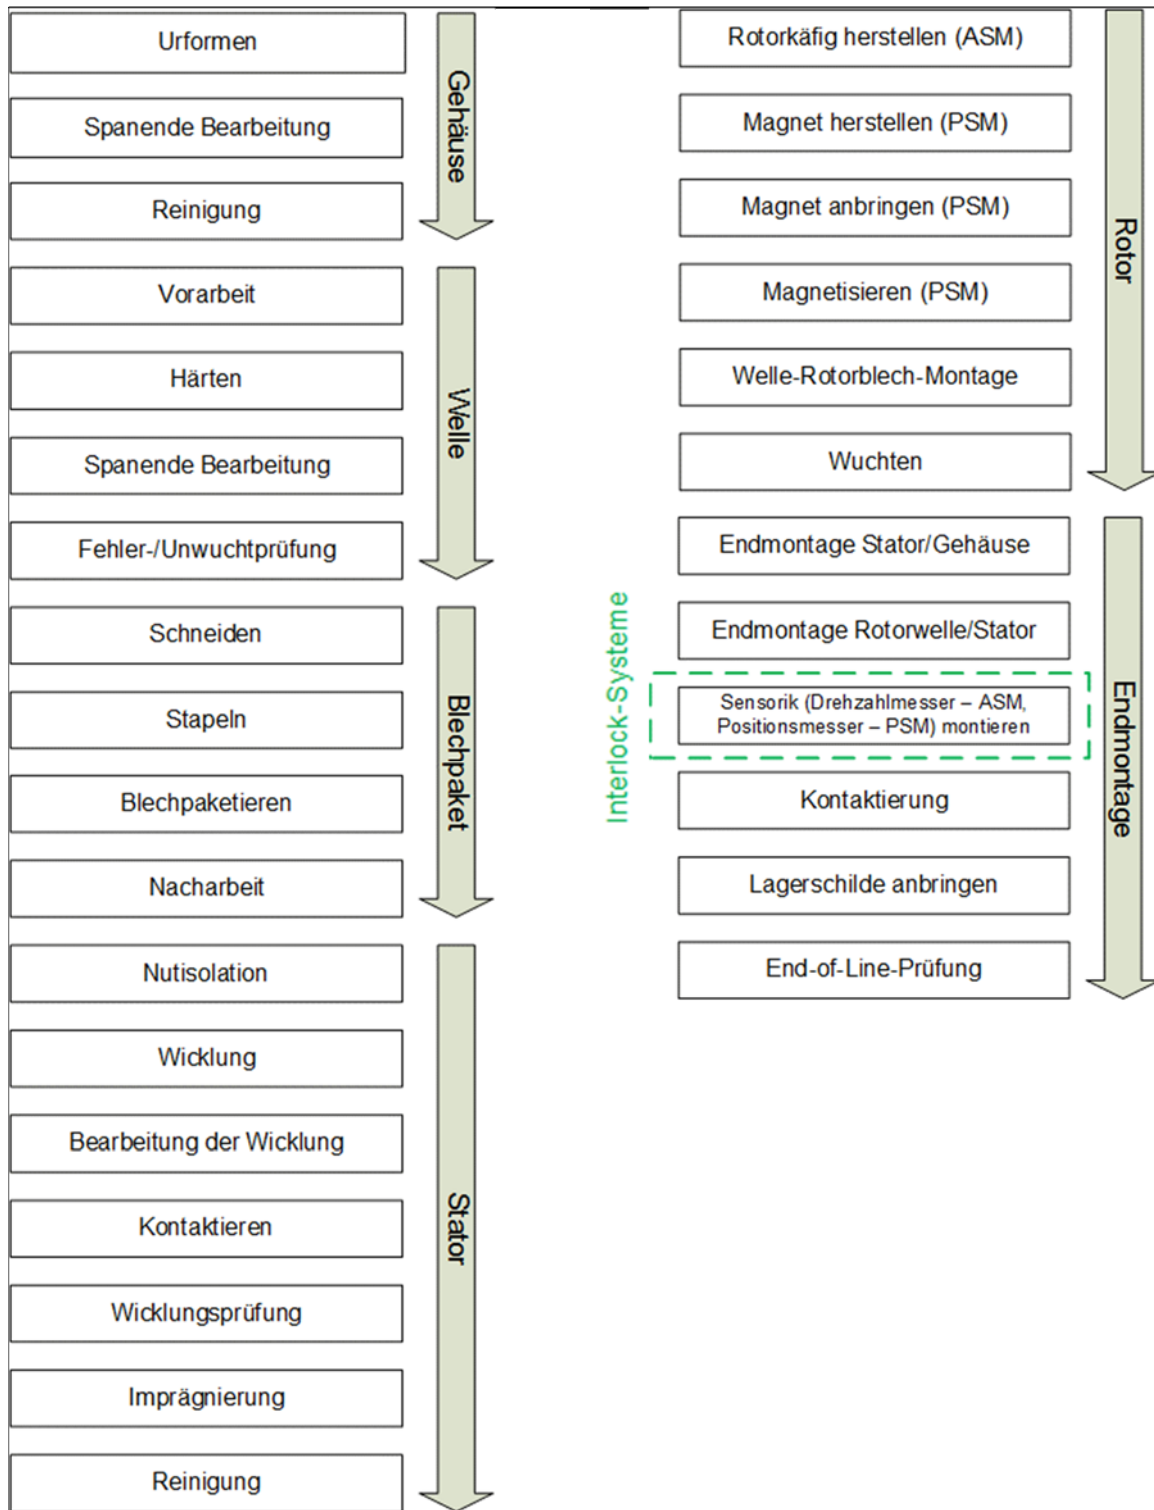 Urformen
Spanende Bearbeitung
Reinigung
Gehäuse
Vorarbeit
Härten
Spanende Bearbeitung
Fehler-/Unwuchtprüfung
Welle
Schneiden
Stapeln
Blechpaketieren
Nacharbeit
Blechpaket
Nutisolation
Wicklung
Bearbeitung der Wicklung
Kontaktieren
Wicklungsprüfung
Imprägnierung
Reinigung
Stator
Rotorkäfig herstellen (ASM)
Magnet herstellen (PSM)
Magnet anbringen (PSM)
Magnetisieren (PSM)
Welle-Rotorblech-Montage
Wuchten
Rotor
Endmontage Stator/Gehäuse
Endmontage Rotorwelle/Stator
Interlock-Systeme
Sensorik (Drehzahlmesser – ASM,
Positionsmesser – PSM) montieren
Kontaktierung
Lagerschilde anbringen
End-of-Line-Prüfung
Endmontage